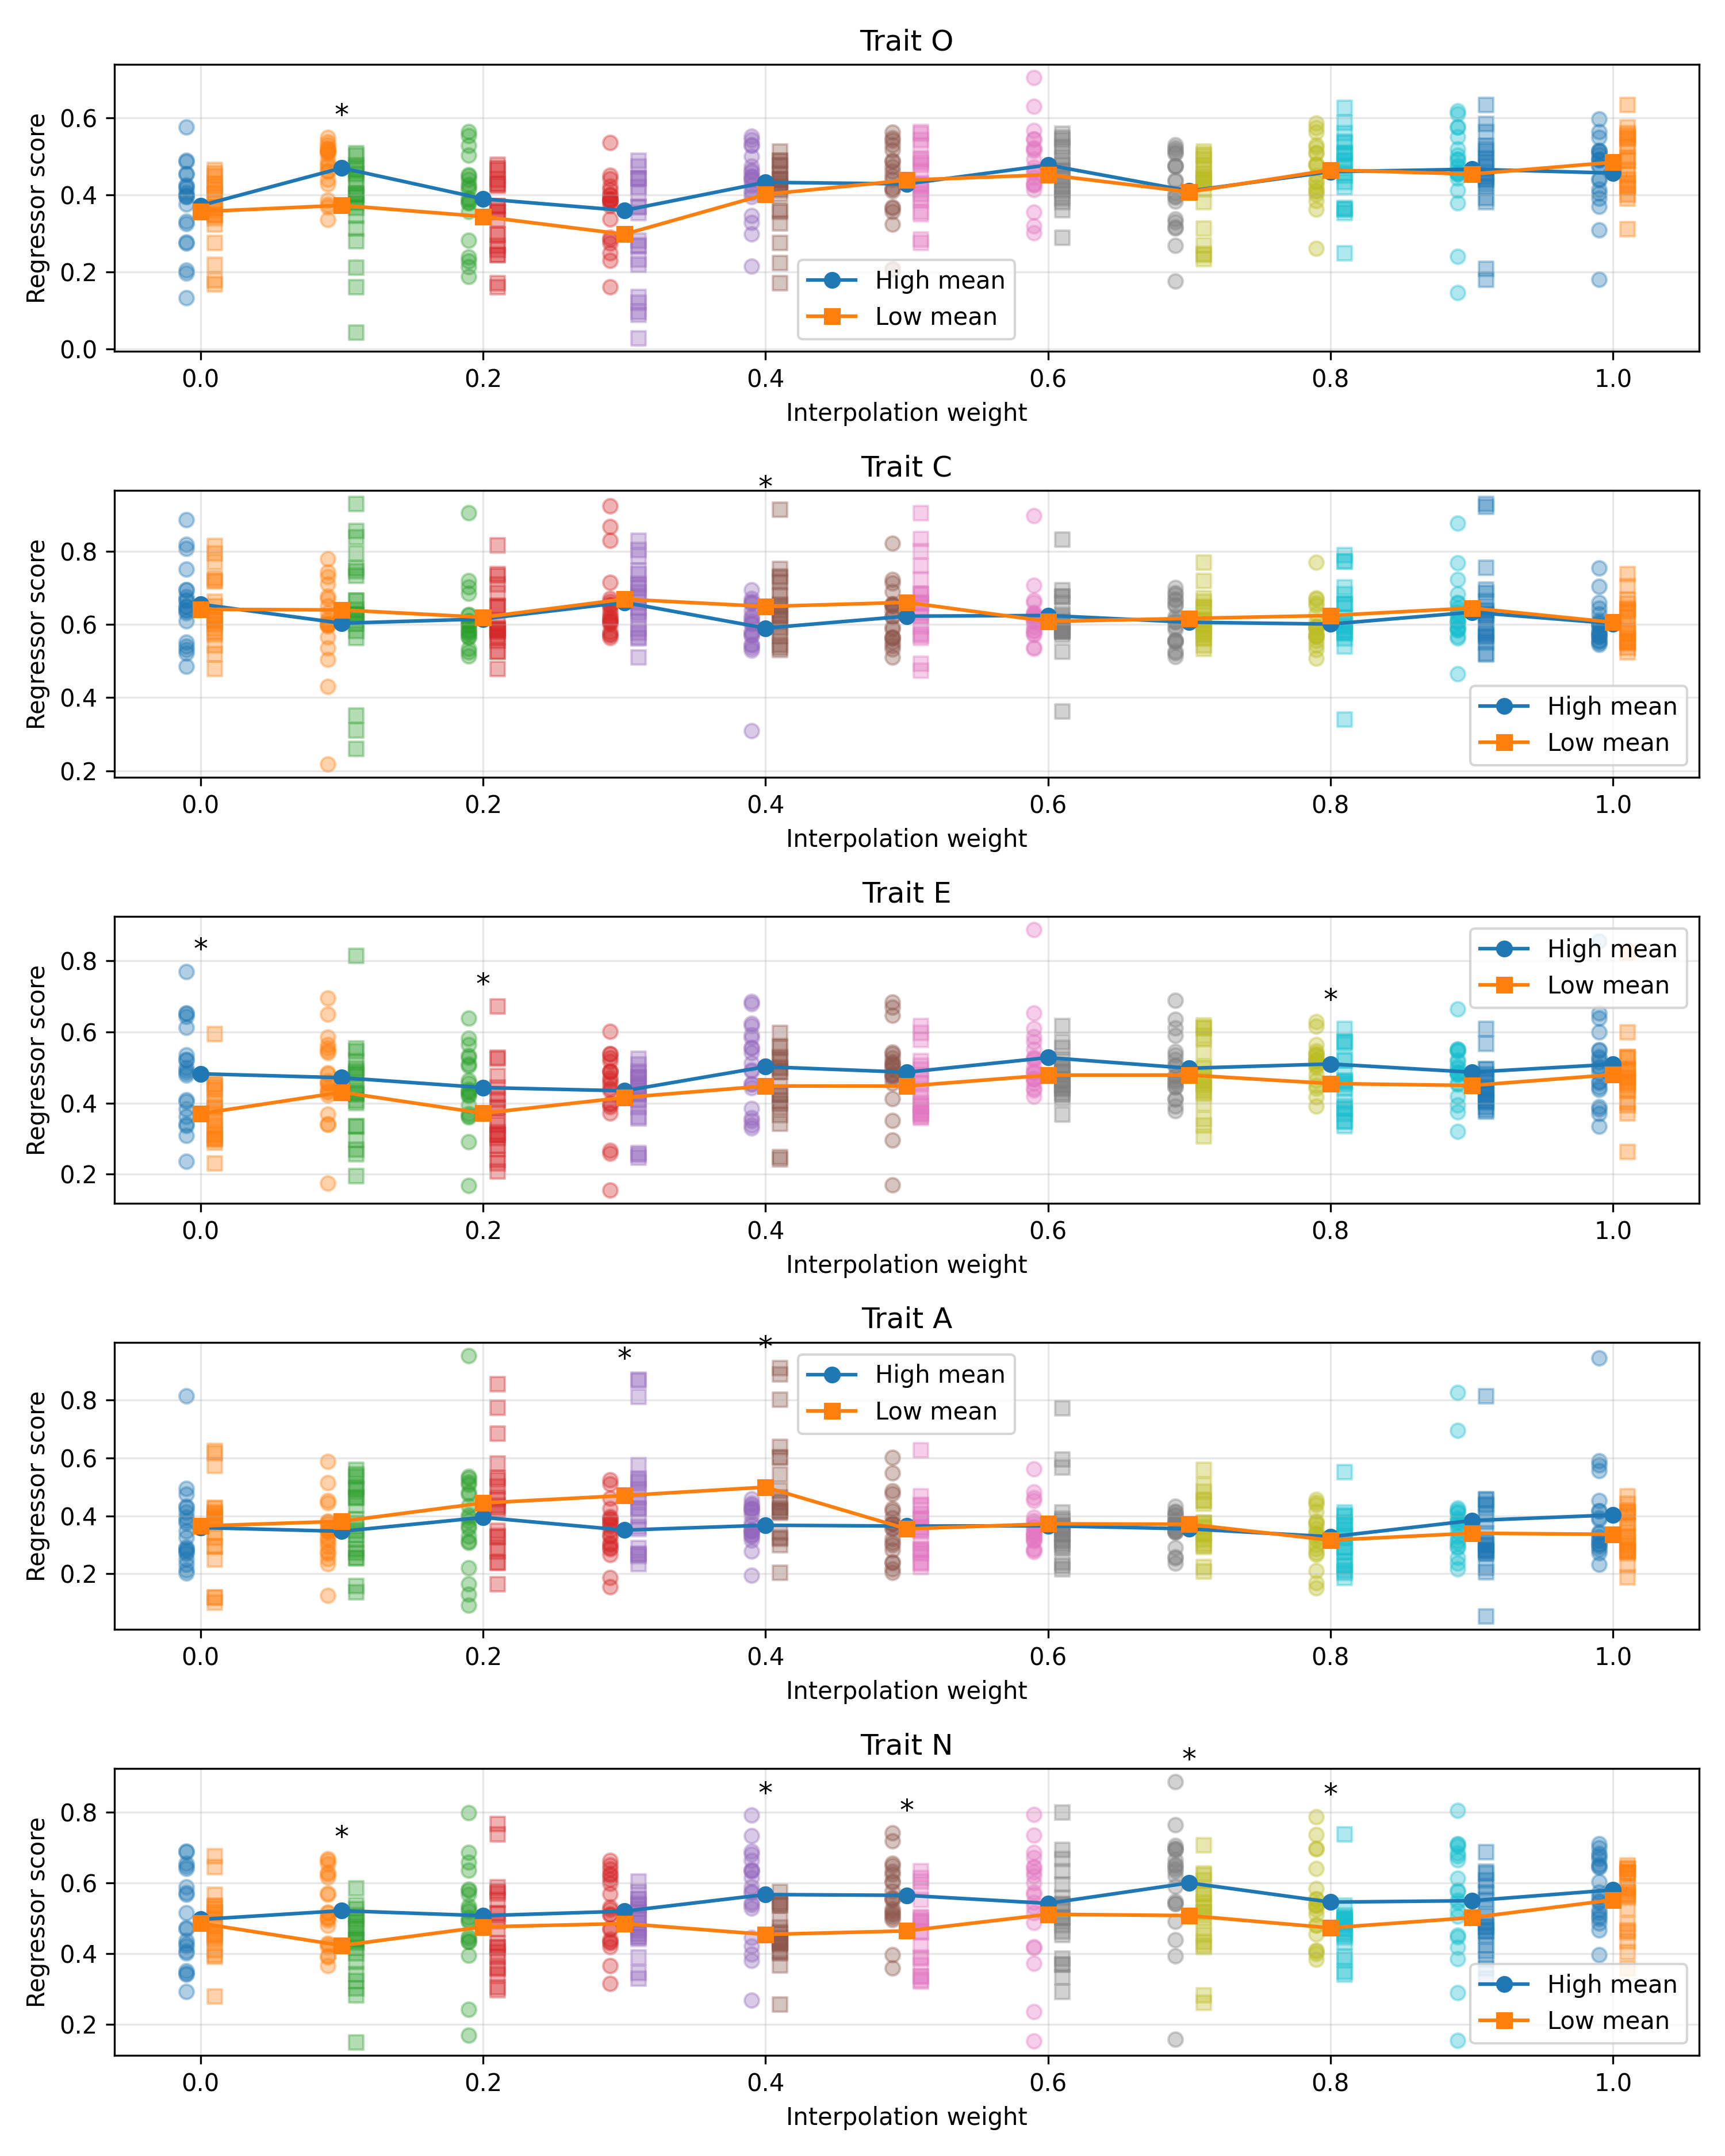 Trait O
*
Regressor score
0.6
0.4
0.2
0.0
High mean
Low mean
0.0 0.2 0.4 0.6 0.8 1.0
Interpolation weight
Trait C
*
Regressor score
0.8
0.6
0.4
0.2
High mean
Low mean
0.0 0.2 0.4 0.6 0.8 1.0
Interpolation weight
Trait E
* * *
Regressor score
0.8
0.6
0.4
0.2
High mean
Low mean
0.0 0.2 0.4 0.6 0.8 1.0
Interpolation weight
Trait A
* *
Regressor score
0.8
0.6
0.4
0.2
High mean
Low mean
0.0 0.2 0.4 0.6 0.8 1.0
Interpolation weight
Trait N
* * * * *
Regressor score
0.8
0.6
0.4
0.2
High mean
Low mean
0.0 0.2 0.4 0.6 0.8 1.0
Interpolation weight